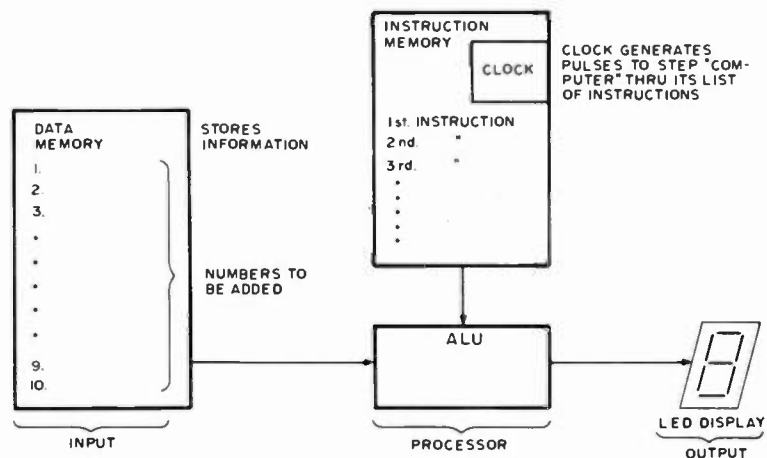 INSTRUCTION
MEMORY
CLOCK
CLOCK GENERATES
PULSES TO STEP "COM-
PUTER" THRU ITS LIST
OF INSTRUCTIONS
1st. INSTRUCTION
2nd. "
3rd. "
DATA
MEMORY
STORES
INFORMATION
1.
2.
3.
9.
10.
NUMBERS TO
BE ADDED
ALU
INPUT
PROCESSOR
LED DISPLAY
OUTPUT